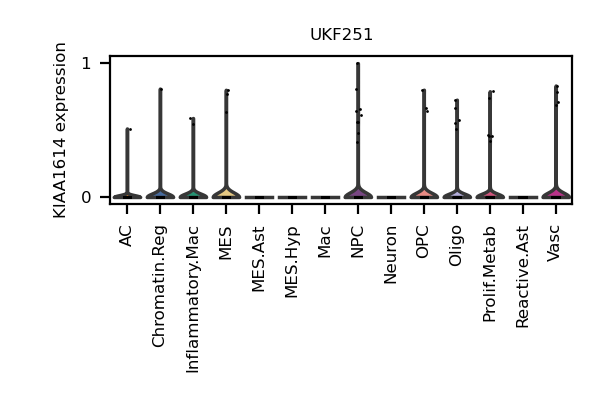 UKF251
KIAA1614 expression
1
0
AC
Chromatin.Reg
Inflammatory.Mac
MES
MES.Ast
MES.Hyp
Mac
NPC
Neuron
OPC
Oligo
Prolif.Metab
Reactive.Ast
Vasc